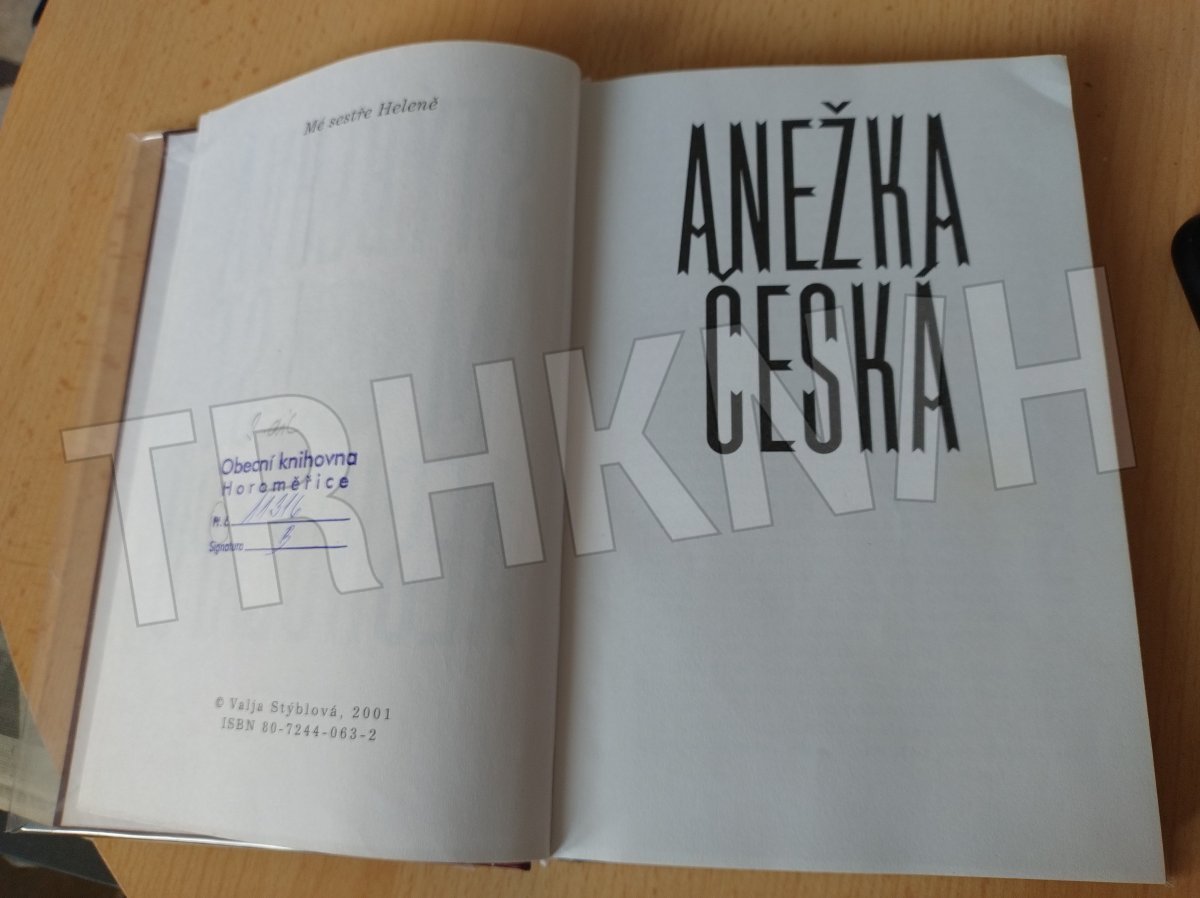 Mé sestře Heleně
Obecní knihovna
Horoměřice
Př. č. 11316
Signatura B
© Valja Stýblová, 2001
ISBN 80-7244-063-2
ANEŽKA
ČESKÁ
TRHKNIH